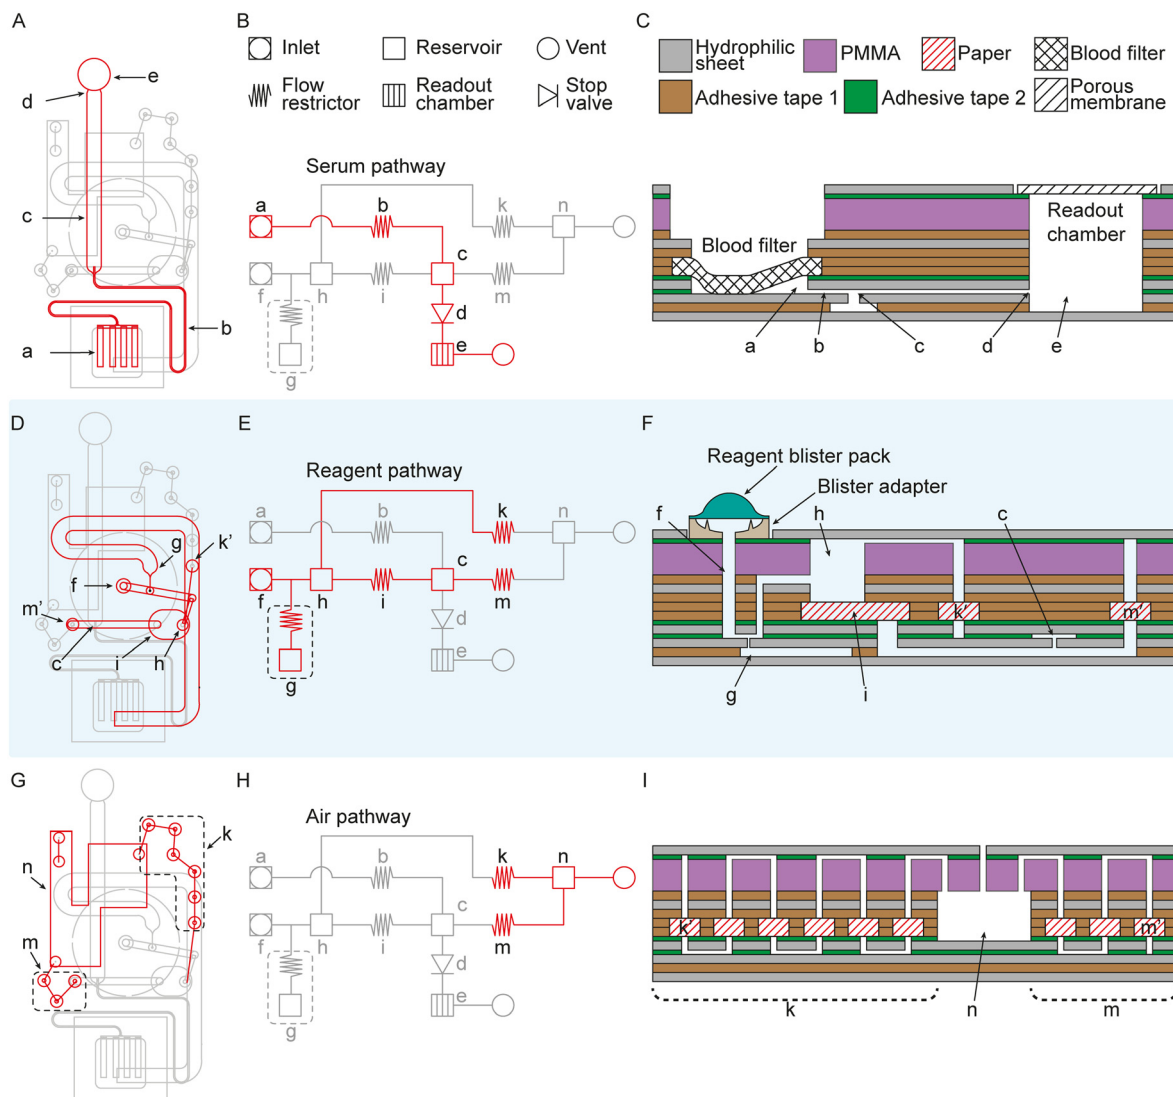 A
e
d
c
b
a
B
Inlet
Reservoir
Vent
Flow
restrictor
Readout
chamber
Stop
valve
Serum pathway
a
b
k
n
c
f
h
i
m
d
e
g
C
Hydrophilic
sheet
PMMA
Paper
Blood filter
Adhesive tape 1
Adhesive tape 2
Porous
membrane
Blood filter
Readout
chamber
a
b
c
d
e
D
g
k'
f
m'
c
i
h
E
Reagent pathway
a
b
k
n
c
f
h
i
m
d
e
g
F
Reagent blister pack
Blister adapter
f
h
c
k'
m'
g
i
G
k
n
m
H
Air pathway
a
b
k
n
c
f
h
i
m
d
e
g
I
k'
m'
k
n
m